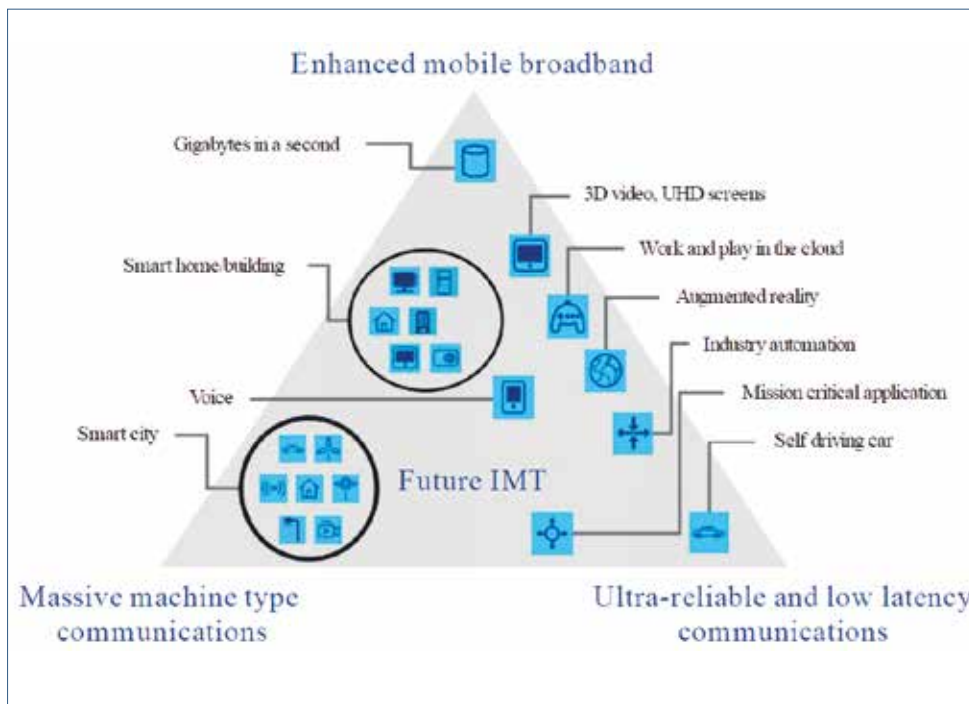 Enhanced mobile broadband
Gigabytes in a second
3D video, UHD screens
Work and play in the cloud
Smart home/building
Augmented reality
Industry automation
Mission critical application
Voice
Smart city
Self driving car
Future IMT
Massive machine type
communications
Ultra-reliable and low latency
communications